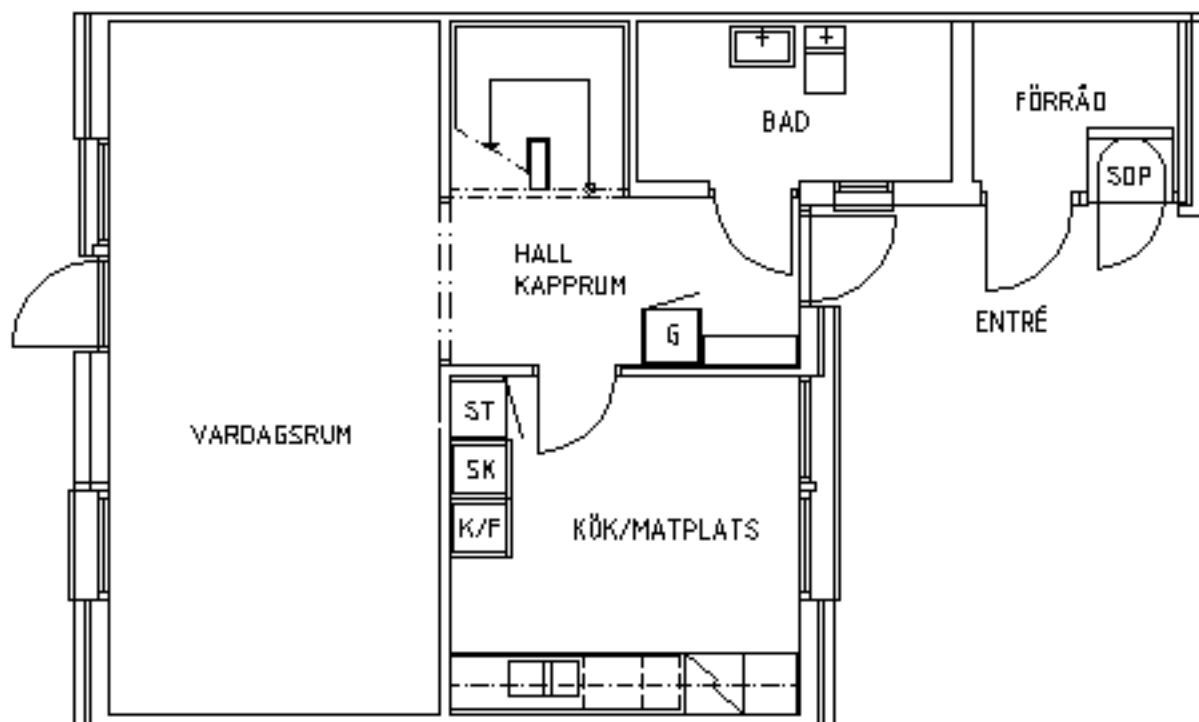 BAD
FÖRRÅD
SOP
HALL
KAPPRUM
G
ENTRÉ
ST
VARDAGSRUM
SK
K/F
KÖK/MATPLATS